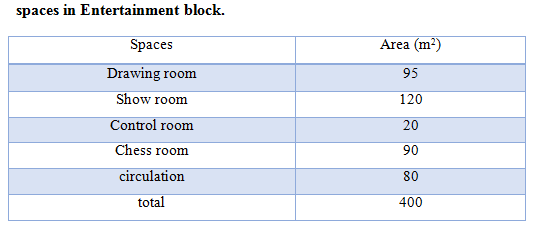 spaces in Entertainment block.
Spaces Area (m²)
Drawing room 95
Show room 120
Control room 20
Chess room 90
circulation 80
total 400